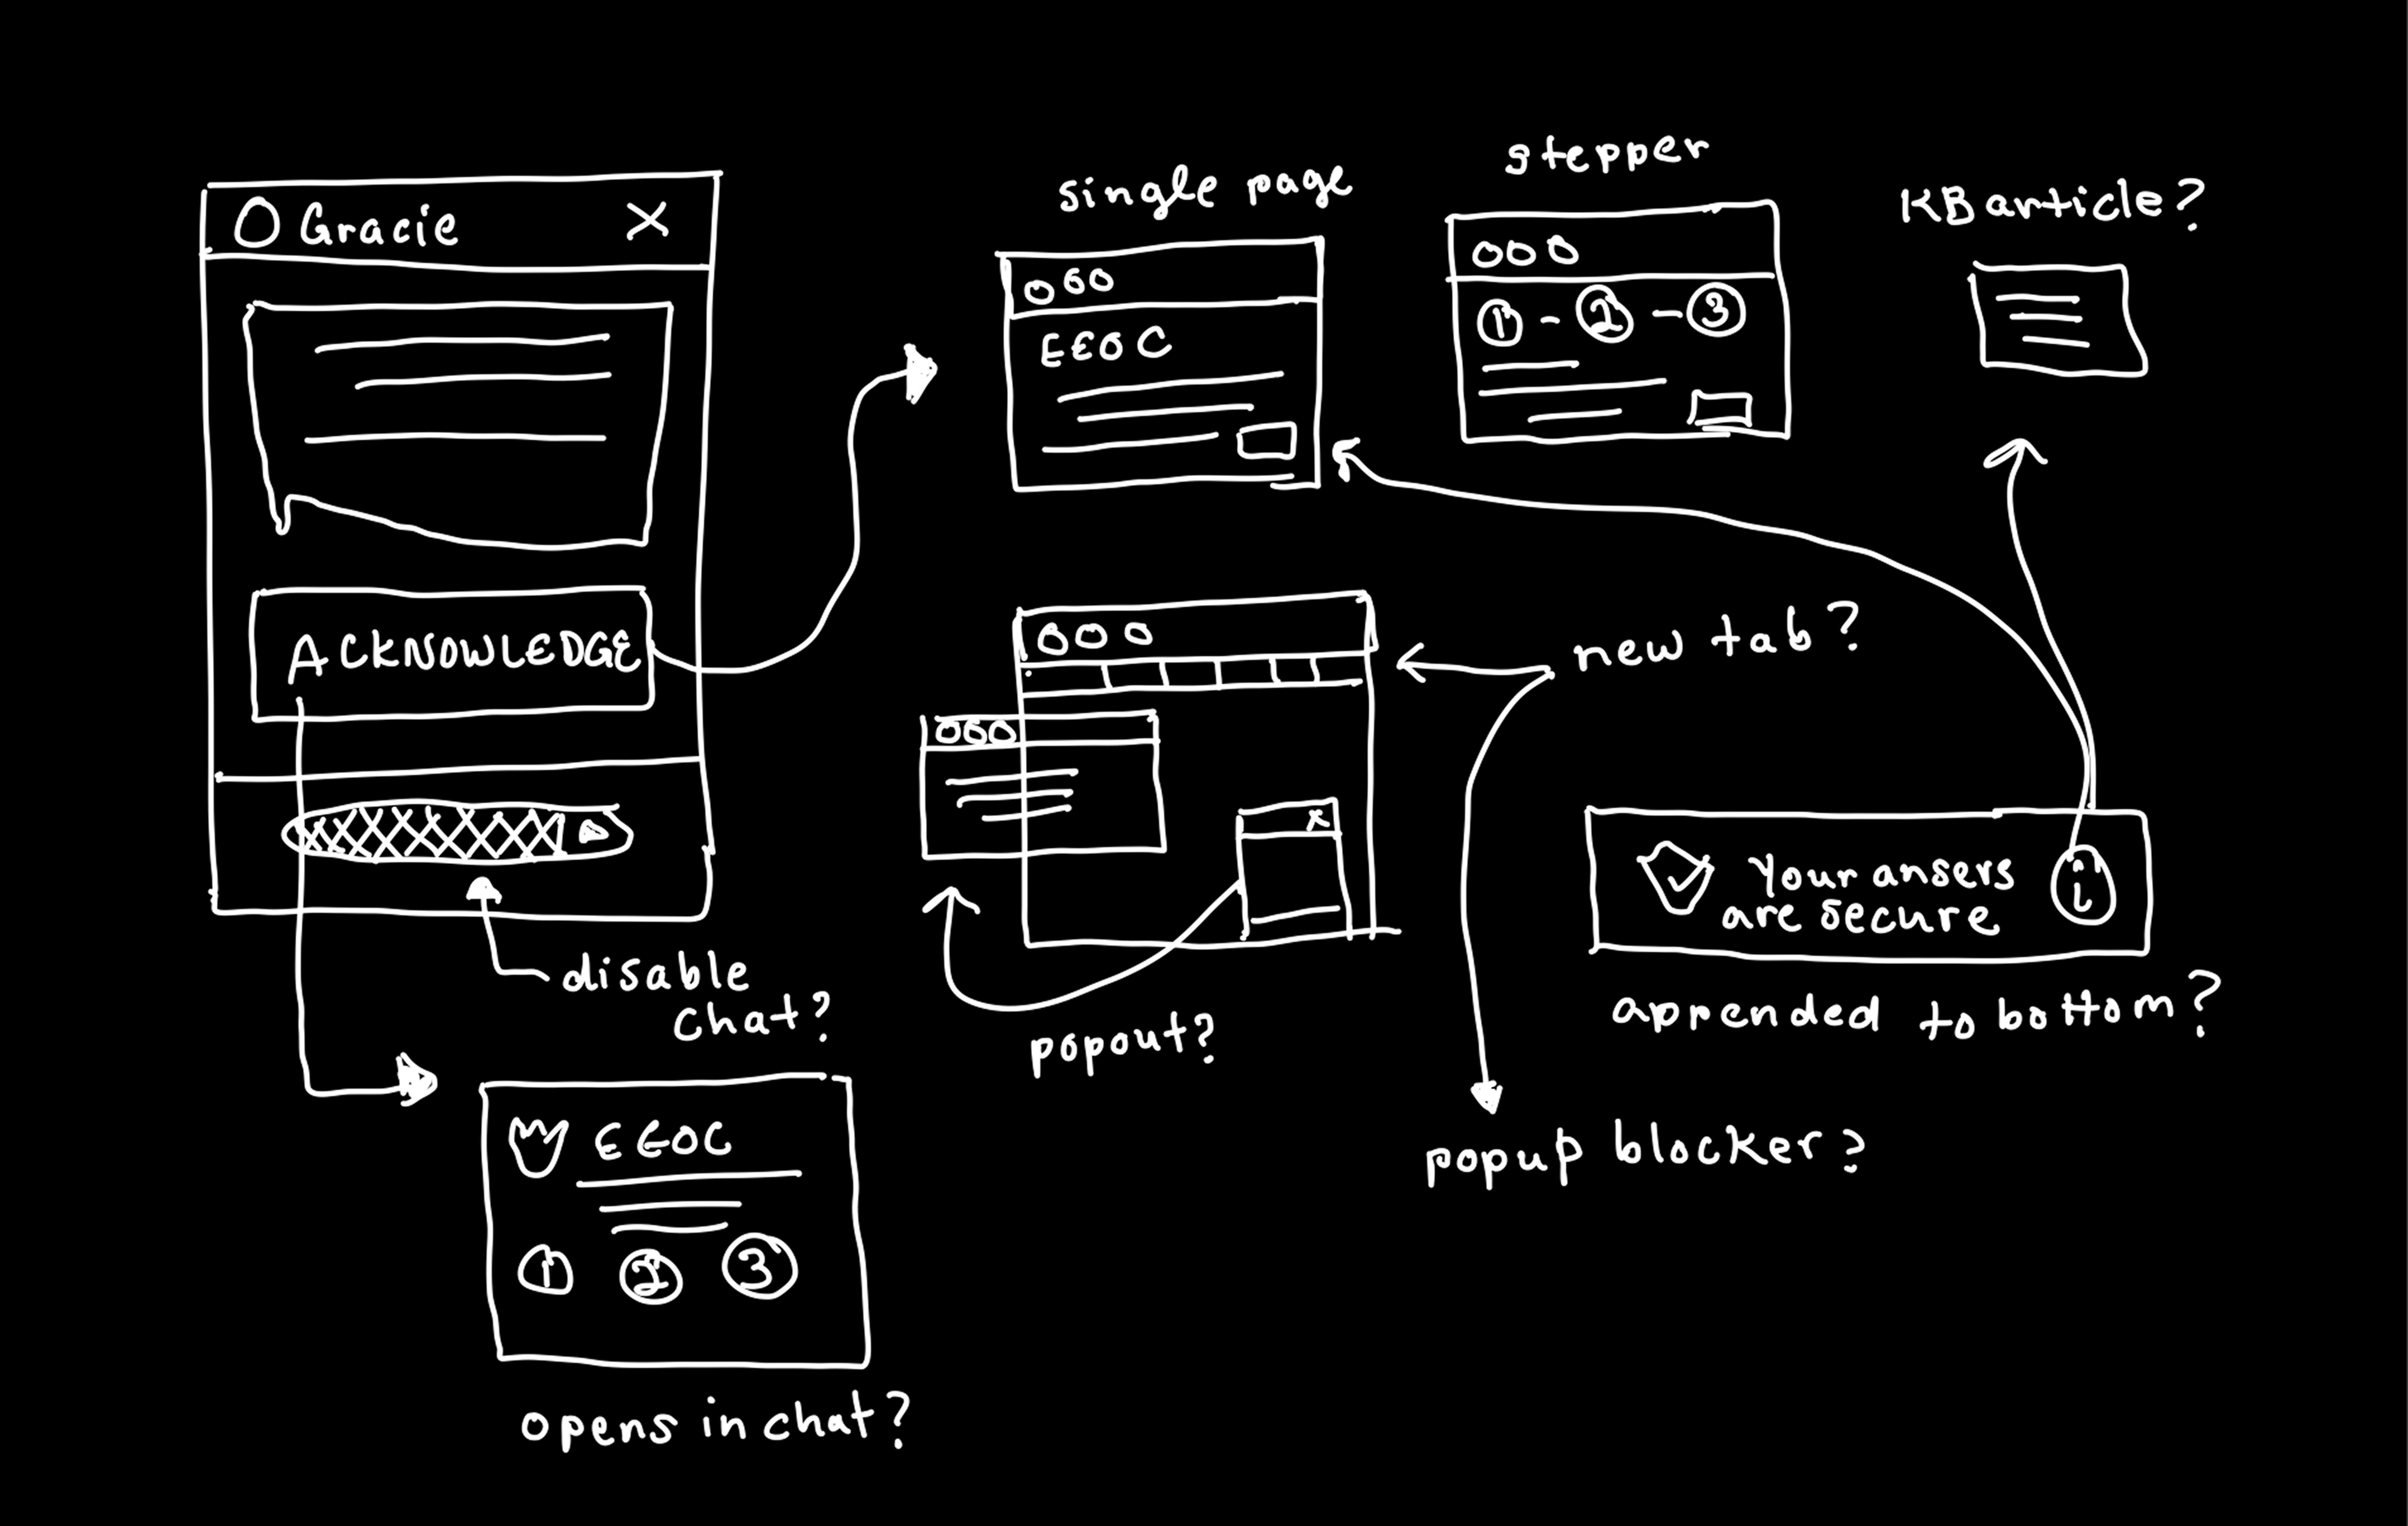 Gracie X
ACKNOWLEDGE
disable
chat?
EEOC
1 2 3
opens in chat?
single page
EEOC
stepper
1 - 2 - 3
KB article?
new tab?
x
popout?
popup blocker?
Your ansers
are secure
i
appended to bottom?